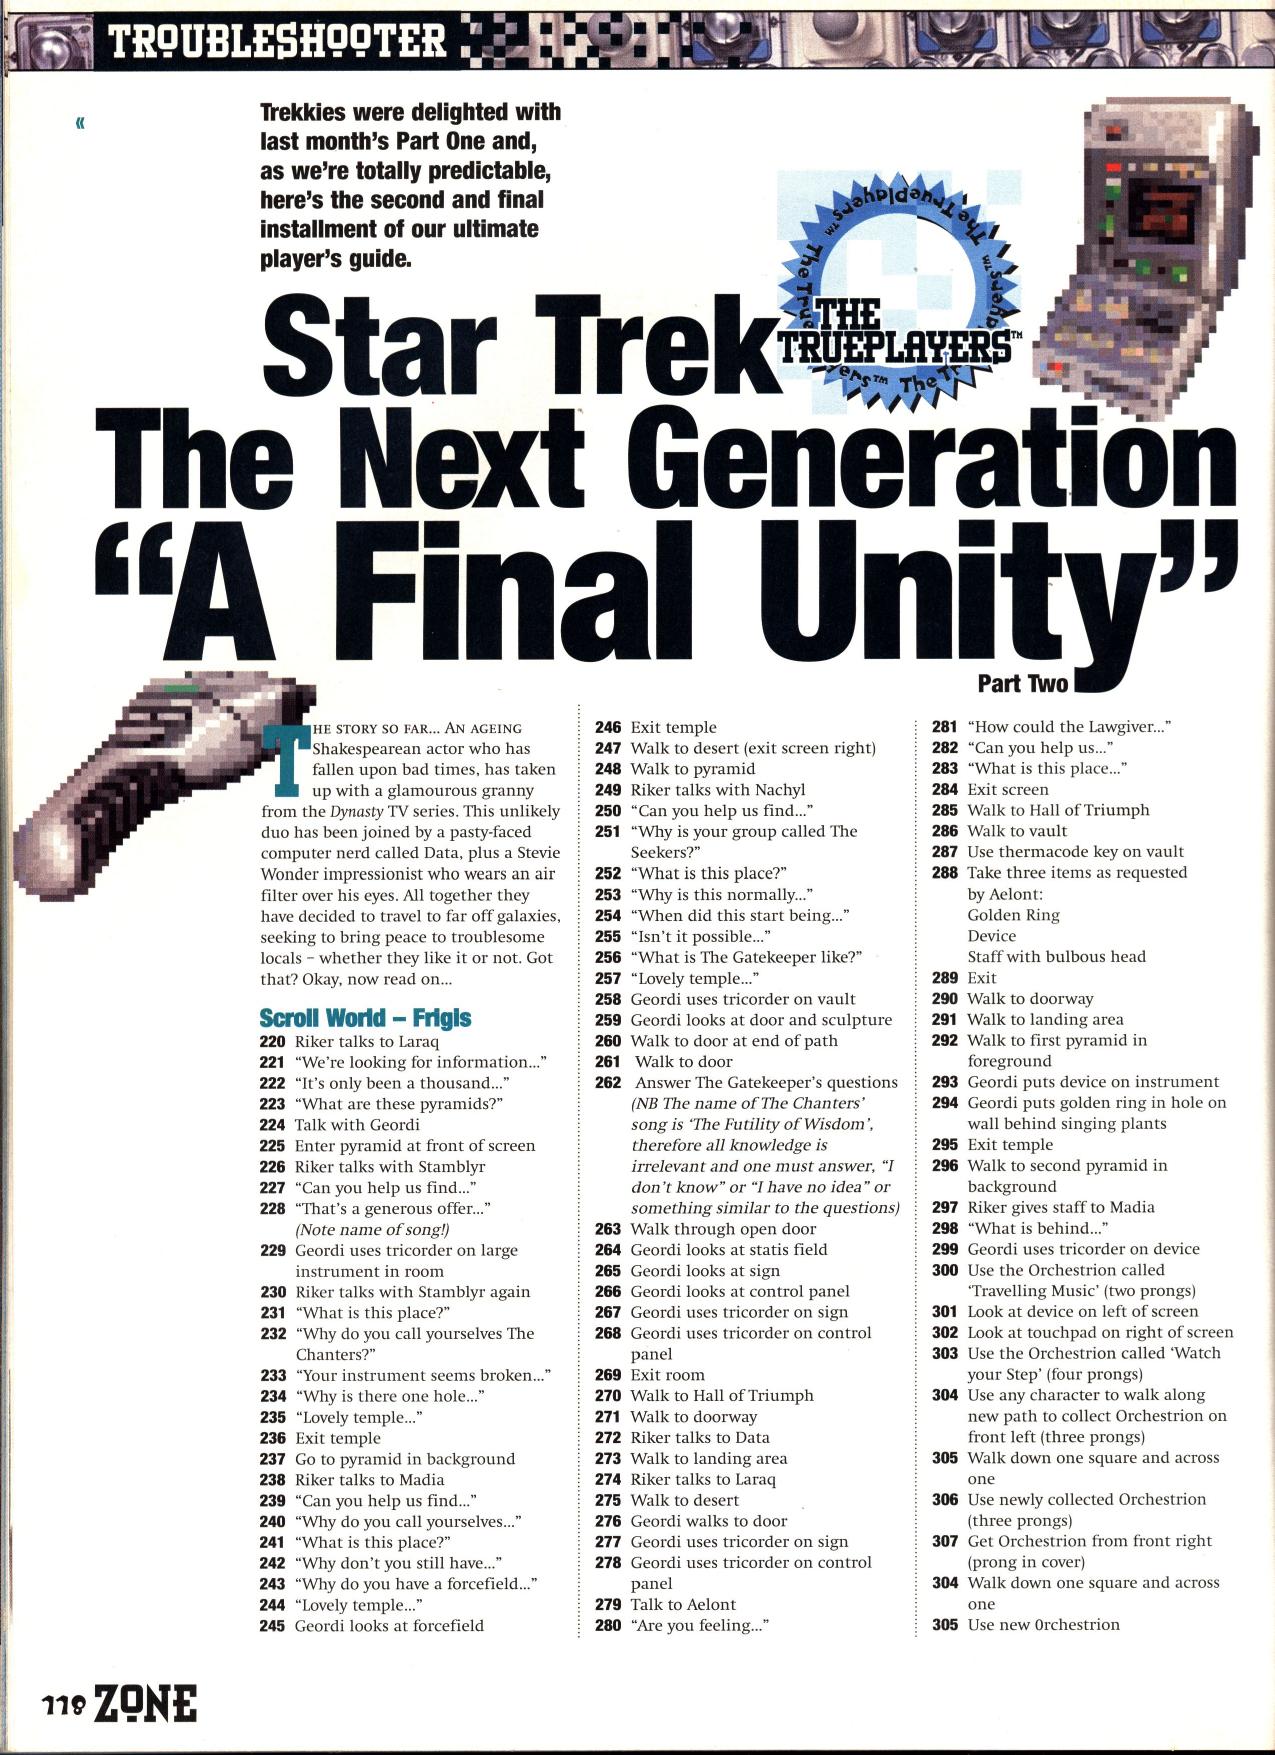 TROUBLESHOOTER
«
Trekkies were delighted with
last month's Part One and,
as we're totally predictable,
here's the second and final
installment of our ultimate
player's guide.
The Trueplayers™ The Trueplayers™
THE
TRUEPLAYERS™
Star Trek
The Next Generation
“A Final Unity”
Part Two
THE STORY SO FAR... AN AGEING
Shakespearean actor who has
fallen upon bad times, has taken
up with a glamourous granny
from the Dynasty TV series. This unlikely
duo has been joined by a pasty-faced
computer nerd called Data, plus a Stevie
Wonder impressionist who wears an air
filter over his eyes. All together they
have decided to travel to far off galaxies,
seeking to bring peace to troublesome
locals – whether they like it or not. Got
that? Okay, now read on...
Scroll World – Frigis
220 Riker talks to Laraq
221 “We're looking for information...”
222 “It's only been a thousand...”
223 “What are these pyramids?”
224 Talk with Geordi
225 Enter pyramid at front of screen
226 Riker talks with Stamblyr
227 “Can you help us find...”
228 “That's a generous offer...”
(Note name of song!)
229 Geordi uses tricorder on large
instrument in room
230 Riker talks with Stamblyr again
231 “What is this place?”
232 “Why do you call yourselves The
Chanters?”
233 “Your instrument seems broken...”
234 “Why is there one hole...”
235 “Lovely temple...”
236 Exit temple
237 Go to pyramid in background
238 Riker talks to Madia
239 “Can you help us find...”
240 “Why do you call yourselves...”
241 “What is this place?”
242 “Why don't you still have...”
243 “Why do you have a forcefield...”
244 “Lovely temple...”
245 Geordi looks at forcefield
246 Exit temple
247 Walk to desert (exit screen right)
248 Walk to pyramid
249 Riker talks with Nachyl
250 “Can you help us find...”
251 “Why is your group called The
Seekers?”
252 “What is this place?”
253 “Why is this normally...”
254 “When did this start being...”
255 “Isn't it possible...”
256 “What is The Gatekeeper like?”
257 “Lovely temple...”
258 Geordi uses tricorder on vault
259 Geordi looks at door and sculpture
260 Walk to door at end of path
261 Walk to door
262 Answer The Gatekeeper's questions
(NB The name of The Chanters'
song is ‘The Futility of Wisdom’,
therefore all knowledge is
irrelevant and one must answer, “I
don't know” or “I have no idea” or
something similar to the questions)
263 Walk through open door
264 Geordi looks at statis field
265 Geordi looks at sign
266 Geordi looks at control panel
267 Geordi uses tricorder on sign
268 Geordi uses tricorder on control
panel
269 Exit room
270 Walk to Hall of Triumph
271 Walk to doorway
272 Riker talks to Data
273 Walk to landing area
274 Riker talks to Laraq
275 Walk to desert
276 Geordi walks to door
277 Geordi uses tricorder on sign
278 Geordi uses tricorder on control
panel
279 Talk to Aelont
280 “Are you feeling...”
281 “How could the Lawgiver...”
282 “Can you help us...”
283 “What is this place...”
284 Exit screen
285 Walk to Hall of Triumph
286 Walk to vault
287 Use thermacode key on vault
288 Take three items as requested
by Aelont:
Golden Ring
Device
Staff with bulbous head
289 Exit
290 Walk to doorway
291 Walk to landing area
292 Walk to first pyramid in
foreground
293 Geordi puts device on instrument
294 Geordi puts golden ring in hole on
wall behind singing plants
295 Exit temple
296 Walk to second pyramid in
background
297 Riker gives staff to Madia
298 “What is behind...”
299 Geordi uses tricorder on device
300 Use the Orchestrion called
‘Travelling Music’ (two prongs)
301 Look at device on left of screen
302 Look at touchpad on right of screen
303 Use the Orchestrion called ‘Watch
your Step’ (four prongs)
304 Use any character to walk along
new path to collect Orchestrion on
front left (three prongs)
305 Walk down one square and across
one
306 Use newly collected Orchestrion
(three prongs)
307 Get Orchestrion from front right
(prong in cover)
304 Walk down one square and across
one
305 Use new 0rchestrion
118 ZONE